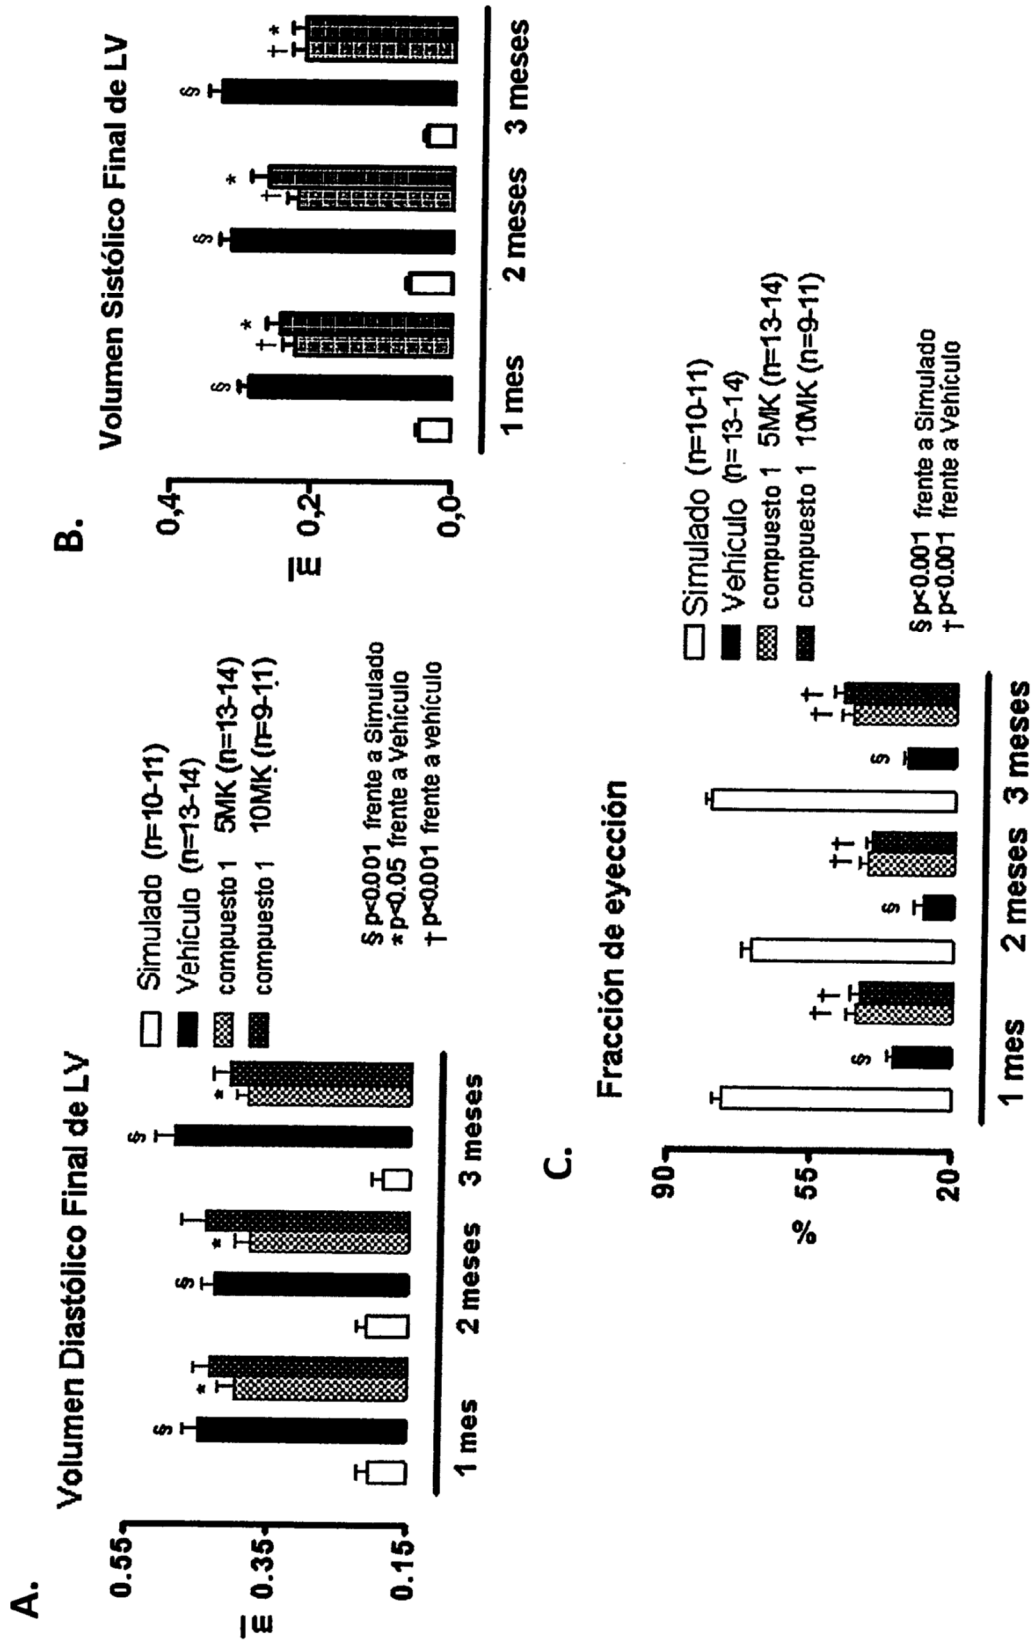 A.
Volumen Diastólico Final de LV
0.55
0.35
0.15
ml
1 mes
2 meses
3 meses
§
*
§
*
§
*
Simulado (n=10-11)
Vehículo (n=13-14)
compuesto 1 5MK (n=13-14)
compuesto 1 10MK (n=9-11)
§ p<0.001 frente a Simulado
* p<0.05 frente a Vehículo
† p<0.001 frente a vehículo
B.
Volumen Sistólico Final de LV
0,4
0,2
0,0
ml
§
†
*
§
†
*
§
†
*
1 mes
2 meses
3 meses
C.
Fracción de eyección
90
55
20
%
§
†
†
§
†
†
§
†
†
1 mes
2 meses
3 meses
Simulado (n=10-11)
Vehículo (n=13-14)
compuesto 1 5MK (n=13-14)
compuesto 1 10MK (n=9-11)
§ p<0.001 frente a Simulado
† p<0.001 frente a Vehículo